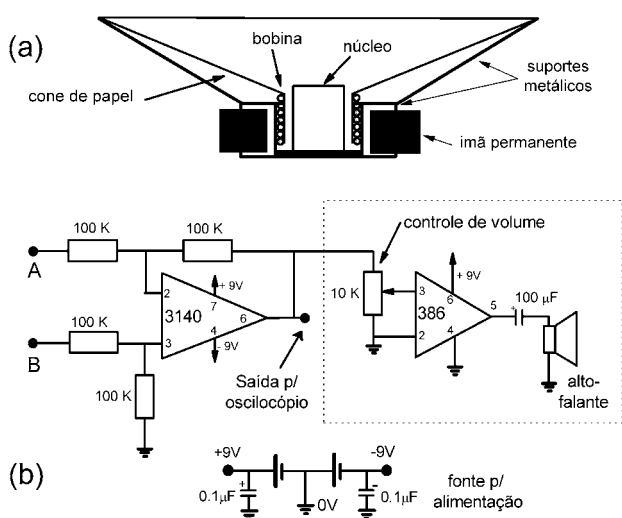 (a)
bobina
núcleo
cone de papel
suportes
metálicos
imã permanente
100 K
100 K
A
2
+ 9V
7
3140
6
4
- 9V
100 K
3
B
100 K
Saída p/
osciloscópio
controle de volume
10 K
3
+ 9V
6
386
5
100 µF
+
2
4
alto-
falante
(b)
+9V
-9V
+
0.1µF
0V
-
0.1µF
fonte p/
alimentação